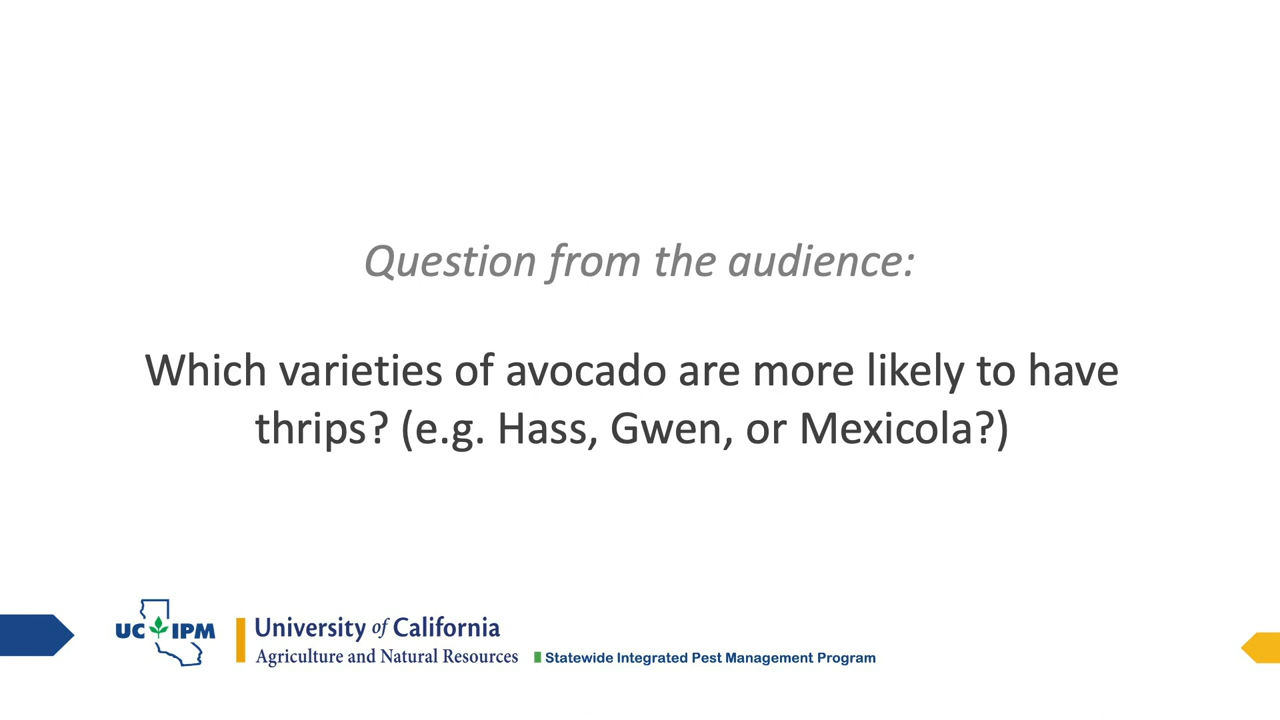 Question from the audience:
Which varieties of avocado are more likely to have
thrips? (e.g. Hass, Gwen, or Mexicola?)
UC IPM
University of California
Agriculture and Natural Resources
Statewide Integrated Pest Management Program